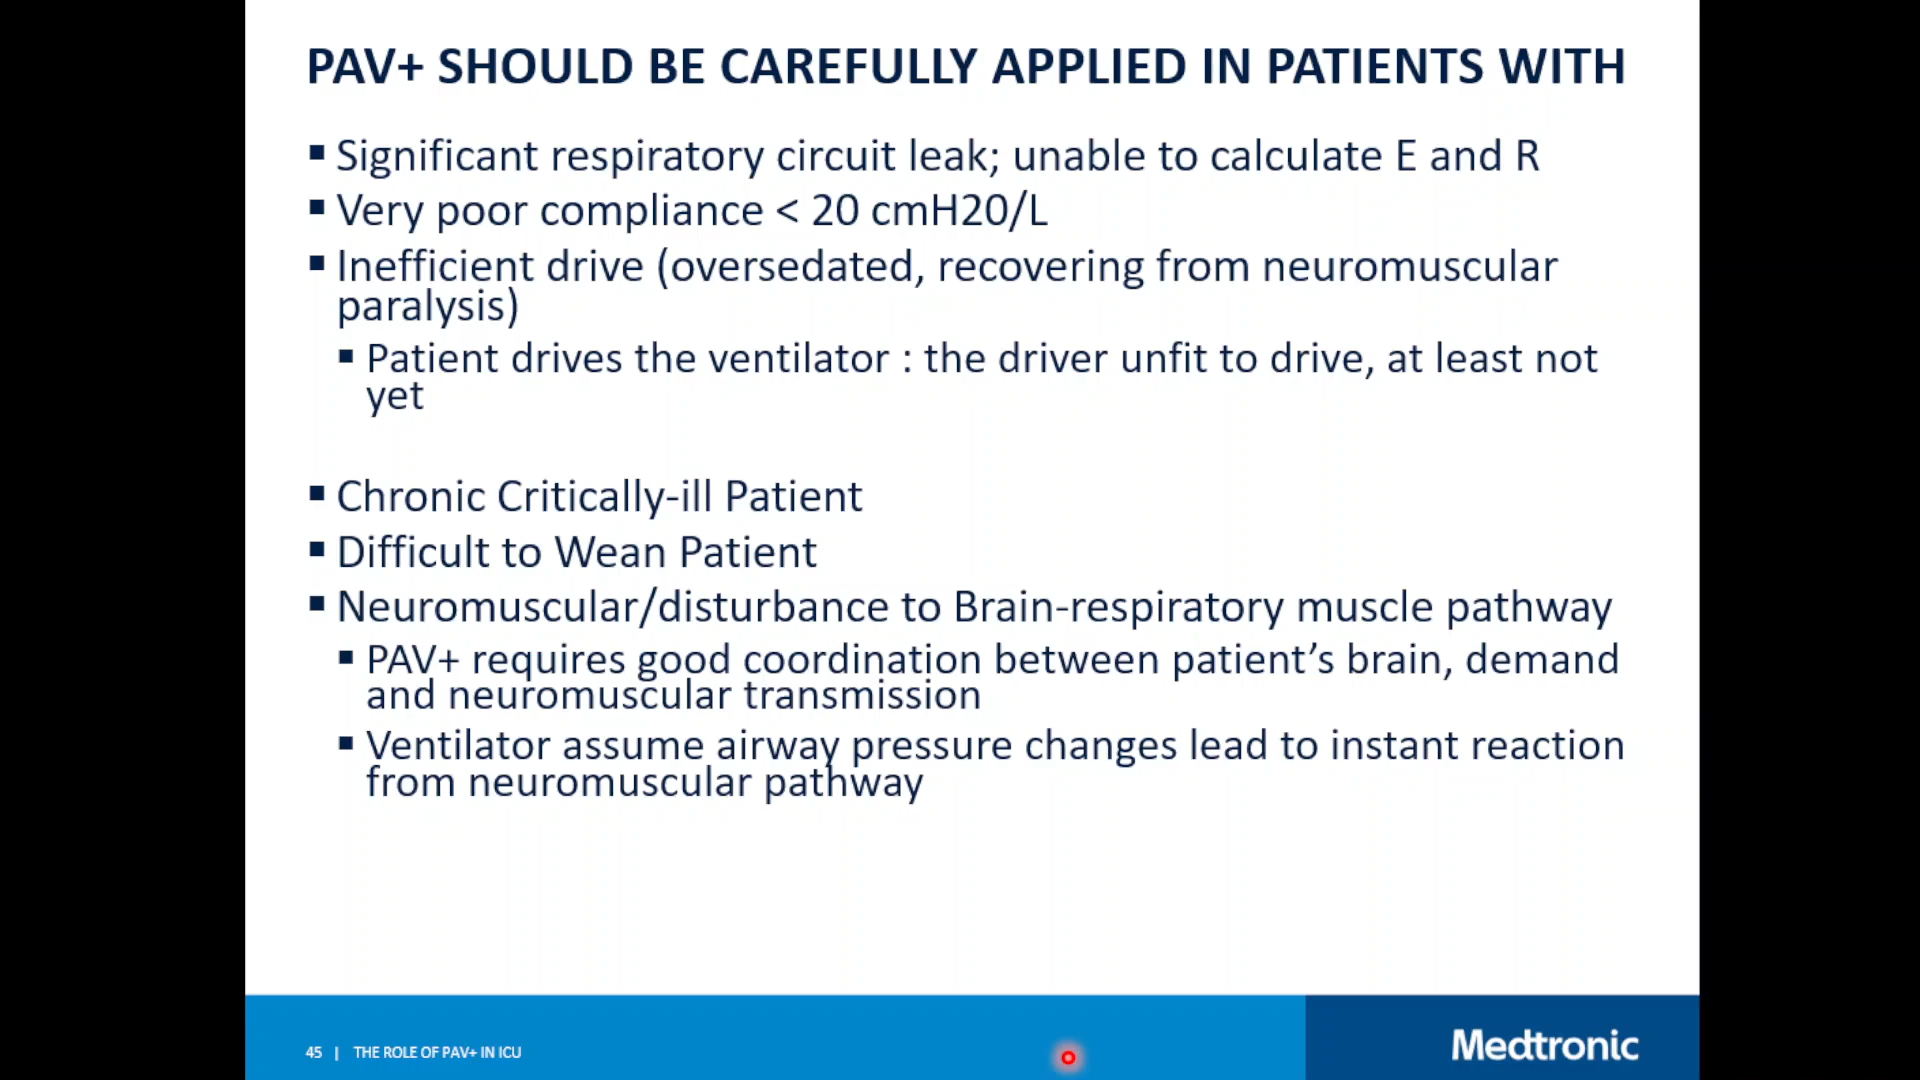 PAV+ SHOULD BE CAREFULLY APPLIED IN PATIENTS WITH
▪ Significant respiratory circuit leak; unable to calculate E and R
▪ Very poor compliance < 20 cmH20/L
▪ Inefficient drive (oversedated, recovering from neuromuscular
paralysis)
▪ Patient drives the ventilator : the driver unfit to drive, at least not
yet
▪ Chronic Critically-ill Patient
▪ Difficult to Wean Patient
▪ Neuromuscular/disturbance to Brain-respiratory muscle pathway
▪ PAV+ requires good coordination between patient’s brain, demand
and neuromuscular transmission
▪ Ventilator assume airway pressure changes lead to instant reaction
from neuromuscular pathway
45 | THE ROLE OF PAV+ IN ICU
Medtronic